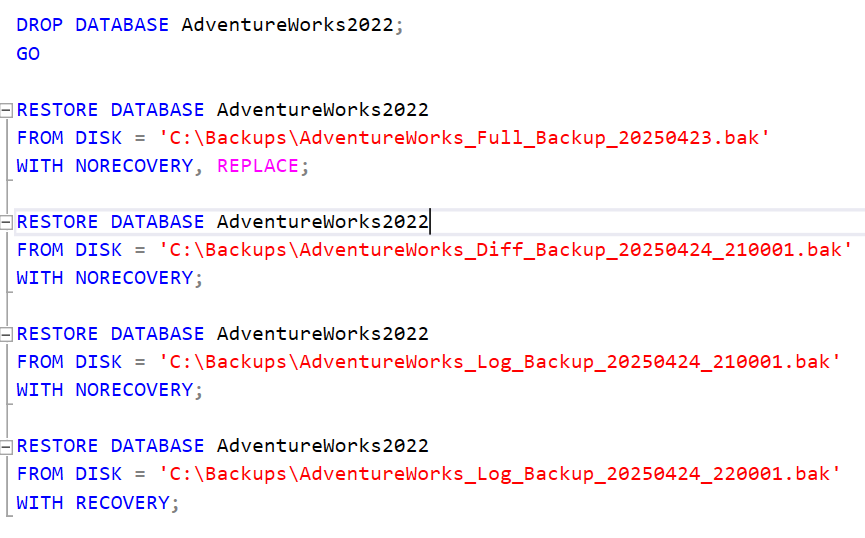 DROP DATABASE AdventureWorks2022;
GO
RESTORE DATABASE AdventureWorks2022
FROM DISK = 'C:\Backups\AdventureWorks_Full_Backup_20250423.bak'
WITH NORECOVERY, REPLACE;
RESTORE DATABASE AdventureWorks2022
FROM DISK = 'C:\Backups\AdventureWorks_Diff_Backup_20250424_210001.bak'
WITH NORECOVERY;
RESTORE DATABASE AdventureWorks2022
FROM DISK = 'C:\Backups\AdventureWorks_Log_Backup_20250424_210001.bak'
WITH NORECOVERY;
RESTORE DATABASE AdventureWorks2022
FROM DISK = 'C:\Backups\AdventureWorks_Log_Backup_20250424_220001.bak'
WITH RECOVERY;